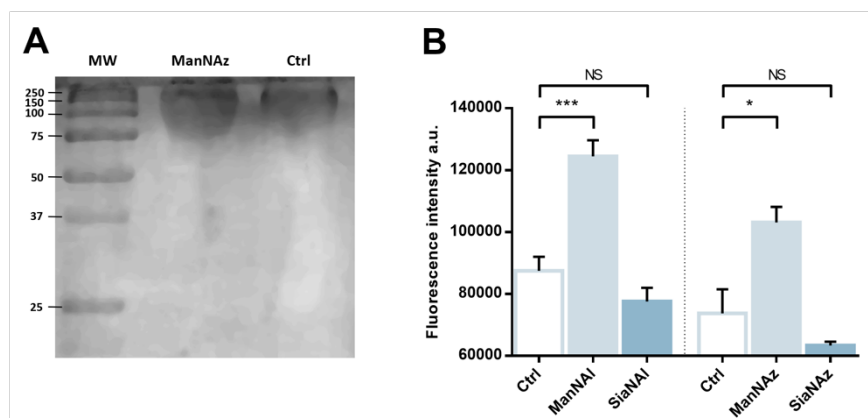 A
MW ManNAz Ctrl
250
150
100
75
50
37
25
B
NS NS
*** *
Fluorescence intensity a.u.
140000
120000
100000
80000
60000
Ctrl ManNAl SiaNAl Ctrl ManNAz SiaNAz